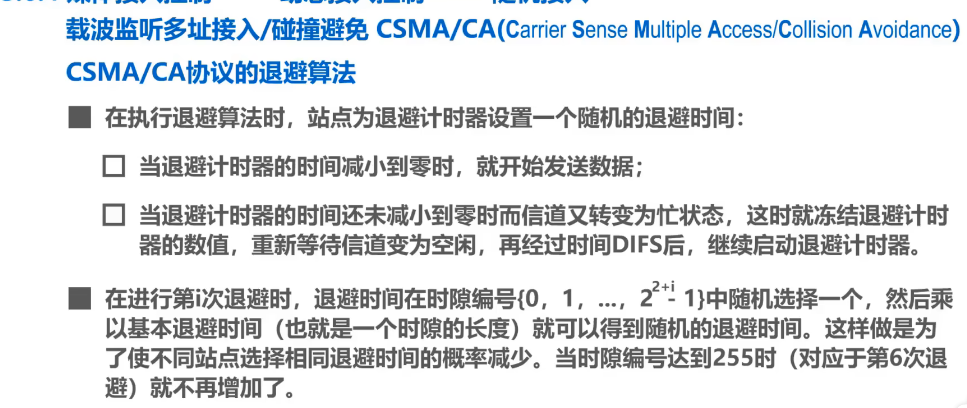 载波监听多址接入/碰撞避免 CSMA/CA(Carrier Sense Multiple Access/Collision Avoidance)
CSMA/CA协议的退避算法
在执行退避算法时，站点为退避计时器设置一个随机的退避时间：
当退避计时器的时间减小到零时，就开始发送数据；
当退避计时器的时间还未减小到零时而信道又转变为忙状态，这时就冻结退避计时
器的数值，重新等待信道变为空闲，再经过时间DIFS后，继续启动退避计时器。
在进行第i次退避时，退避时间在时隙编号{0，1，...，2^{2+i} - 1}中随机选择一个，然后乘
以基本退避时间（也就是一个时隙的长度）就可以得到随机的退避时间。这样做是为
了使不同站点选择相同退避时间的概率减少。当时隙编号达到255时（对应于第6次退
避）就不再增加了。